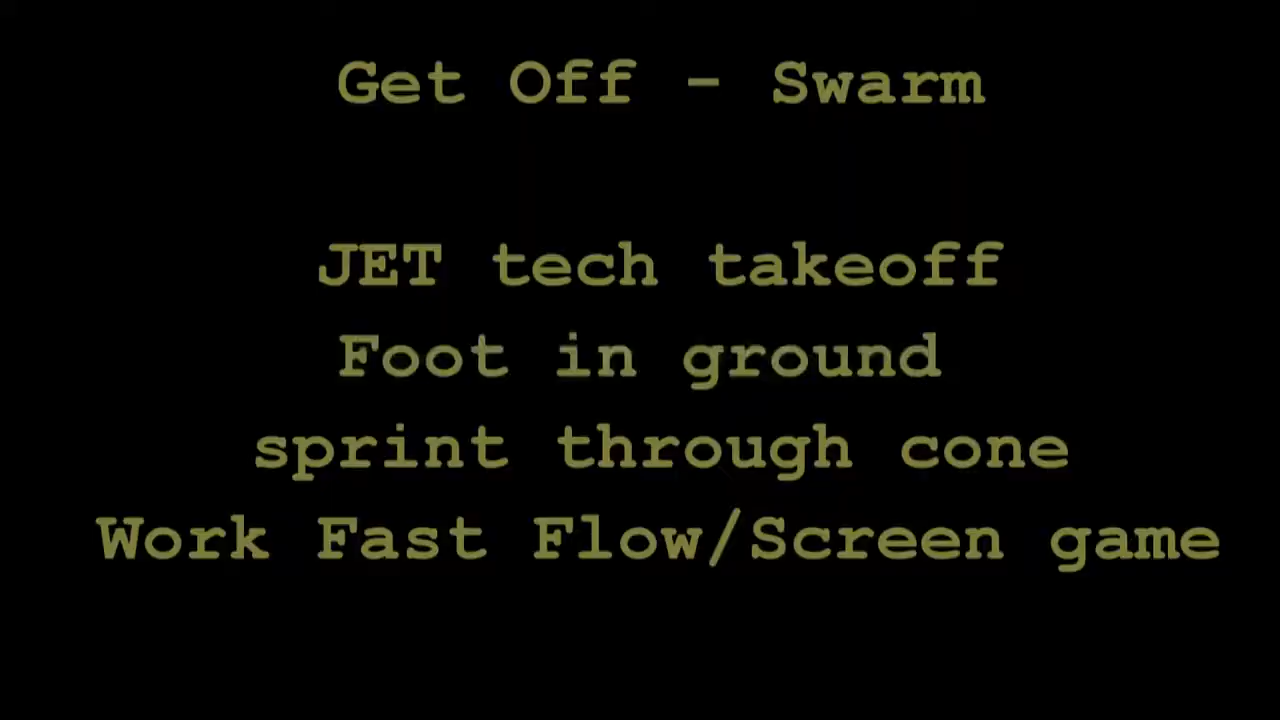 Get Off - Swarm
JET tech takeoff
Foot in ground
sprint through cone
Work Fast Flow/Screen game